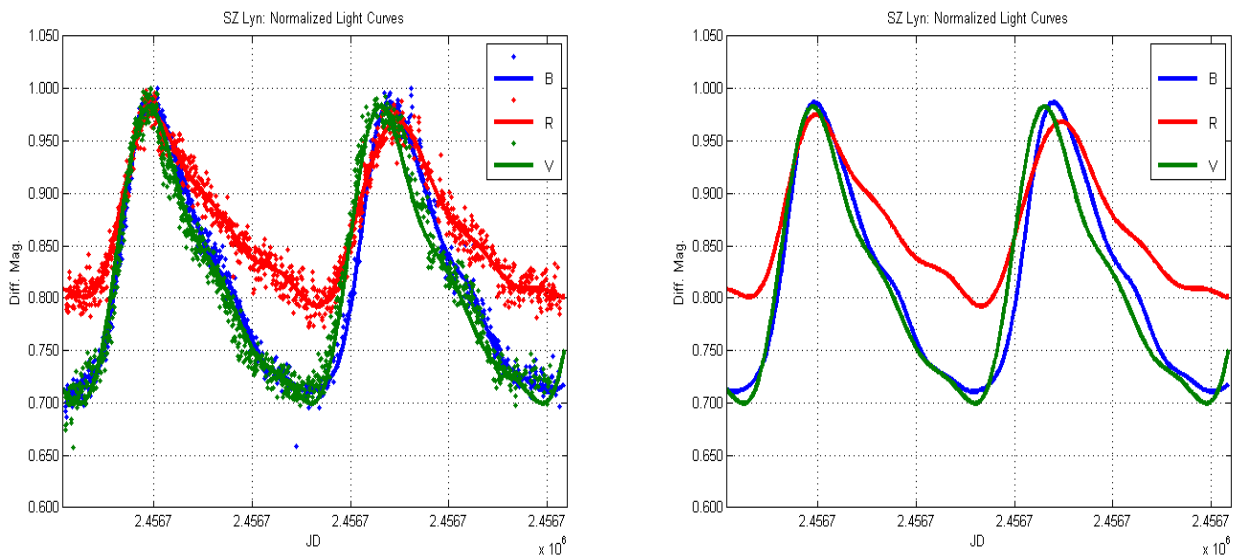 SZ Lyn: Normalized Light Curves
1.050
1.000
0.950
0.900
0.850
0.800
0.750
0.700
0.650
0.600
Diff. Mag.
B
R
V
2.4567 2.4567 2.4567 2.4567 2.4567
JD
x 10^6
SZ Lyn: Normalized Light Curves
1.050
1.000
0.950
0.900
0.850
0.800
0.750
0.700
0.650
0.600
Diff. Mag.
B
R
V
2.4567 2.4567 2.4567 2.4567 2.4567
JD
x 10^6